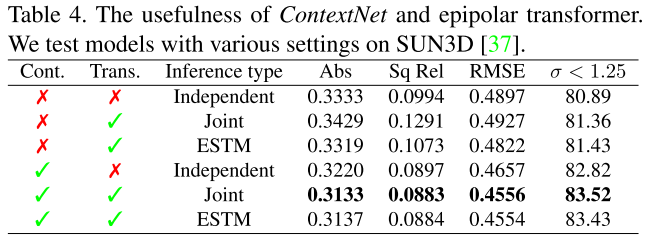 Table 4. The usefulness of ContextNet and epipolar transformer.
We test models with various settings on SUN3D [37].
Cont. Trans. Inference type Abs Sq Rel RMSE σ < 1.25
✗ ✗ Independent 0.3333 0.0994 0.4897 80.89
✗ ✓ Joint 0.3429 0.1291 0.4927 81.36
✗ ✓ ESTM 0.3319 0.1073 0.4822 81.43
✓ ✗ Independent 0.3220 0.0897 0.4657 82.82
✓ ✓ Joint 0.3133 0.0883 0.4556 83.52
✓ ✓ ESTM 0.3137 0.0884 0.4554 83.43